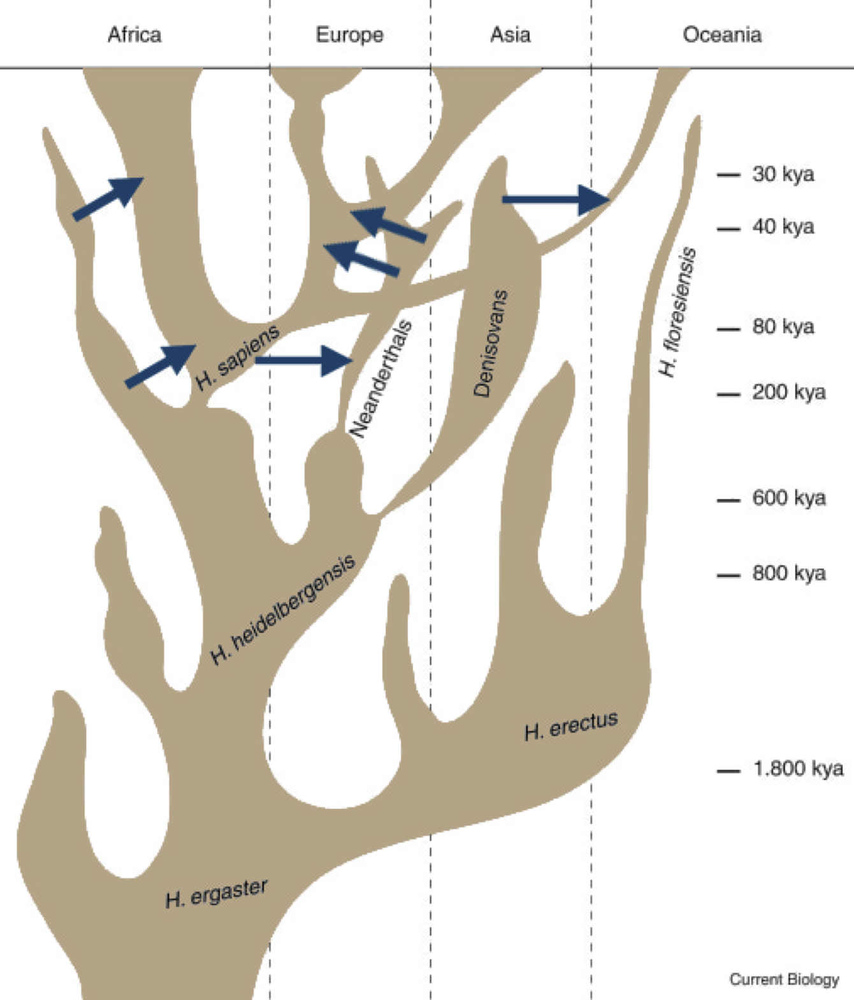 Africa
Europe
Asia
Oceania
30 kya
40 kya
80 kya
200 kya
600 kya
800 kya
1.800 kya
H. sapiens
Neanderthals
Denisovans
H. floresiensis
H. heidelbergensis
H. erectus
H. ergaster
Current Biology